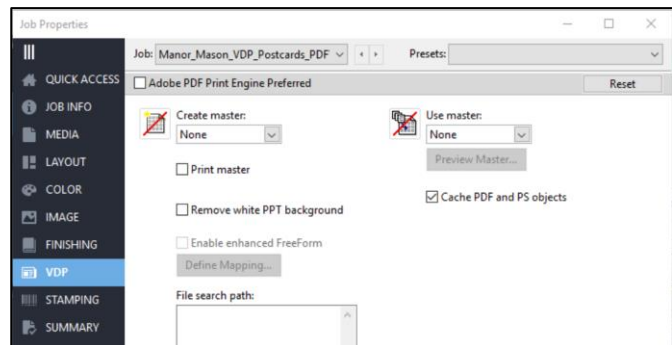 Job Properties
Job: Manor_Mason_VDP_Postcards_PDF
Presets:
QUICK ACCESS
JOB INFO
MEDIA
LAYOUT
COLOR
IMAGE
FINISHING
VDP
STAMPING
SUMMARY
Adobe PDF Print Engine Preferred
Reset
Create master:
None
Print master
Remove white PPT background
Enable enhanced FreeForm
Define Mapping...
File search path:
Use master:
None
Preview Master...
Cache PDF and PS objects